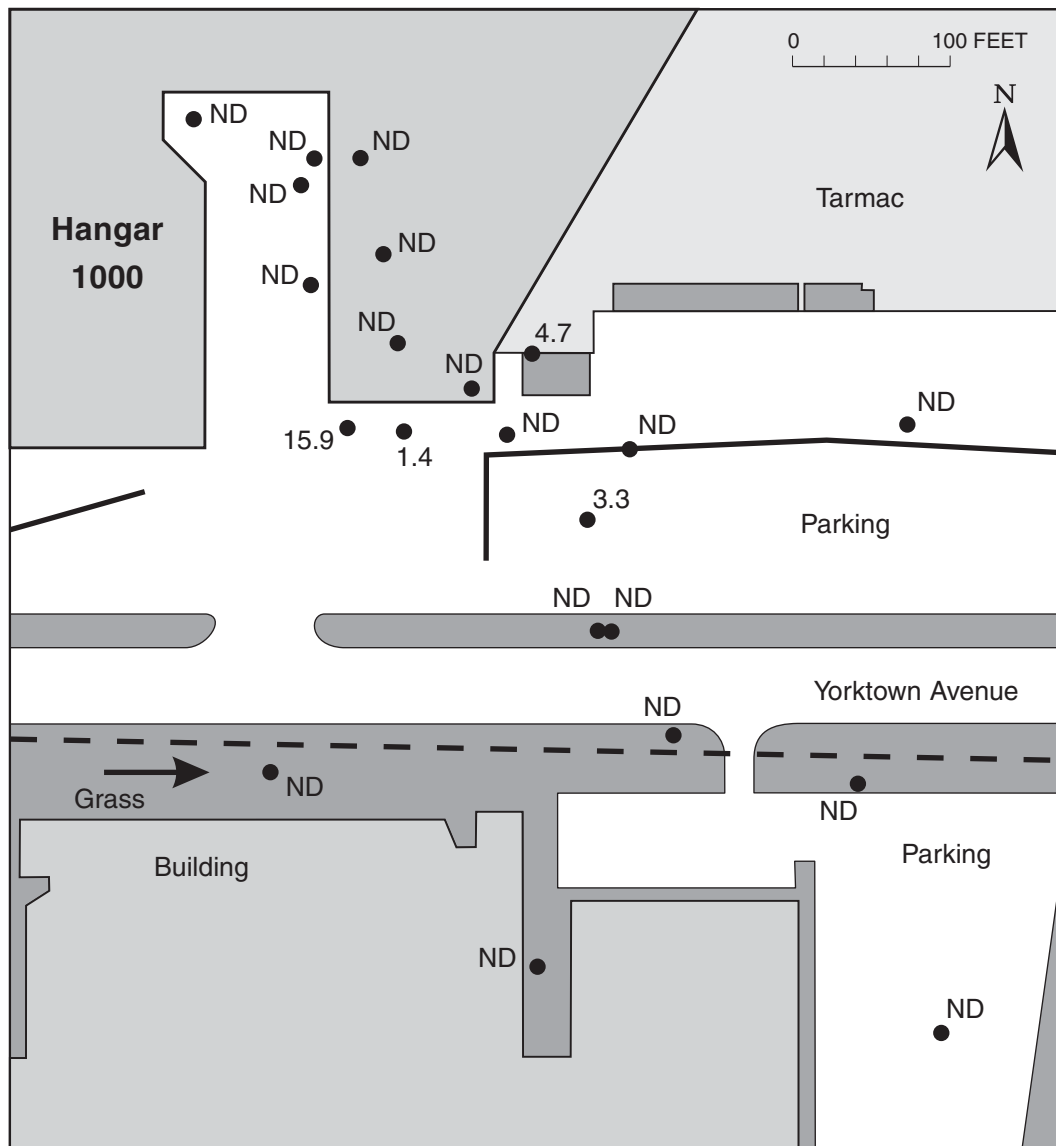 0 100 FEET
N
ND
ND ND
ND
Tarmac
Hangar
1000
ND
ND
ND
4.7
ND
ND
ND ND
15.9
1.4
3.3
Parking
ND ND
Yorktown Avenue
ND
Grass
ND
ND
Building
Parking
ND
ND